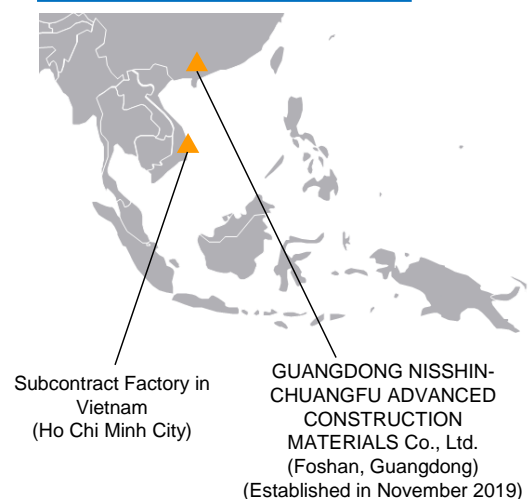 Subcontract Factory in
Vietnam
(Ho Chi Minh City)
GUANGDONG NISSHIN-
CHUANGFU ADVANCED
CONSTRUCTION
MATERIALS Co., Ltd.
(Foshan, Guangdong)
(Established in November 2019)